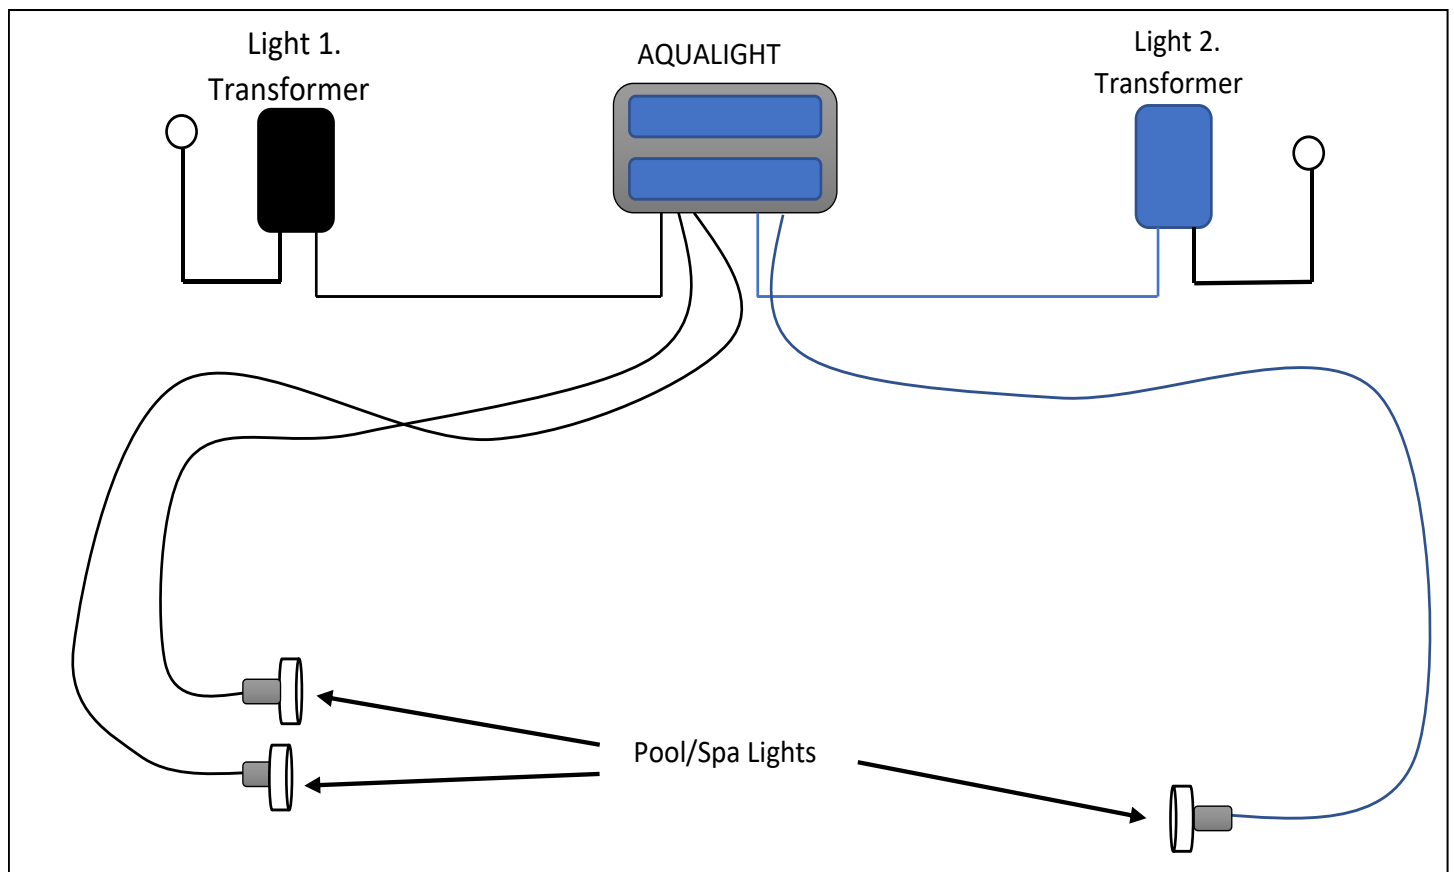 Light 1.
Transformer
AQUALIGHT
Light 2.
Transformer
Pool/Spa Lights